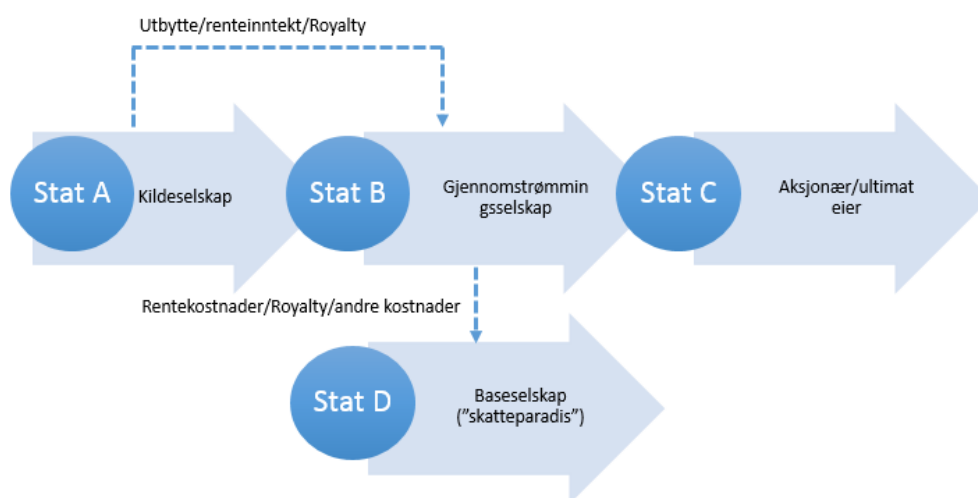 Utbytte/renteinntekt/Royalty
Stat A
Kildeselskap
Stat B
Gjennomstrømmin
gsselskap
Stat C
Aksjonær/ultimat
eier
Rentekostnader/Royalty/andre kostnader
Stat D
Baseselskap
(”skatteparadis”)